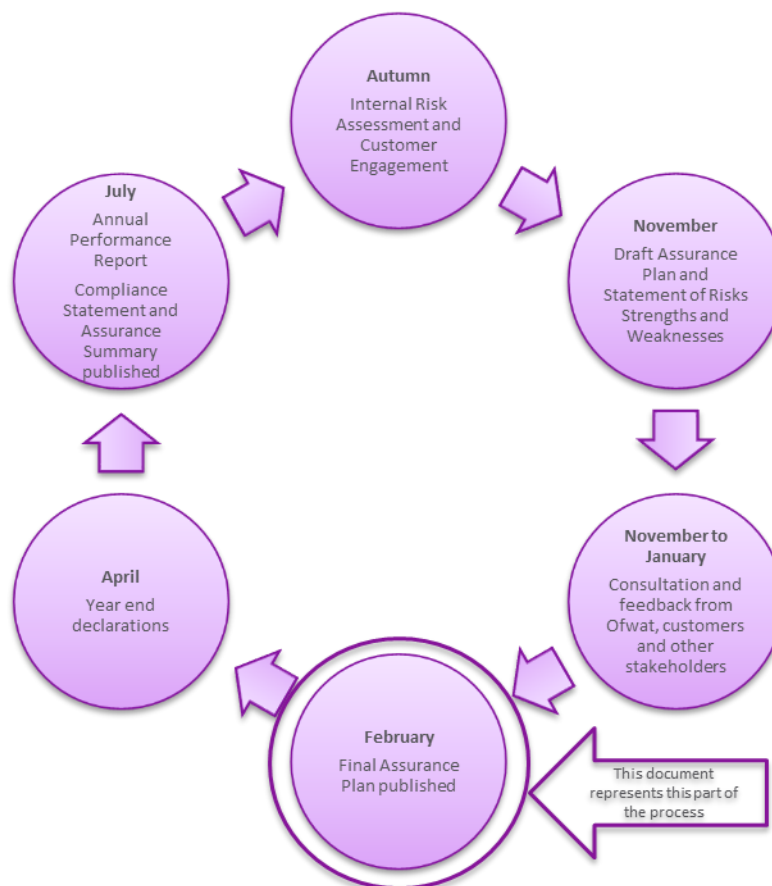 Autumn
Internal Risk
Assessment and
Customer
Engagement
November
Draft Assurance
Plan and
Statement of Risks
Strengths and
Weaknesses
November to
January
Consultation and
feedback from
Ofwat, customers
and other
stakeholders
February
Final Assurance
Plan published
This document
represents this part of
the process
April
Year end
declarations
July
Annual
Performance
Report
Compliance
Statement and
Assurance
Summary
published